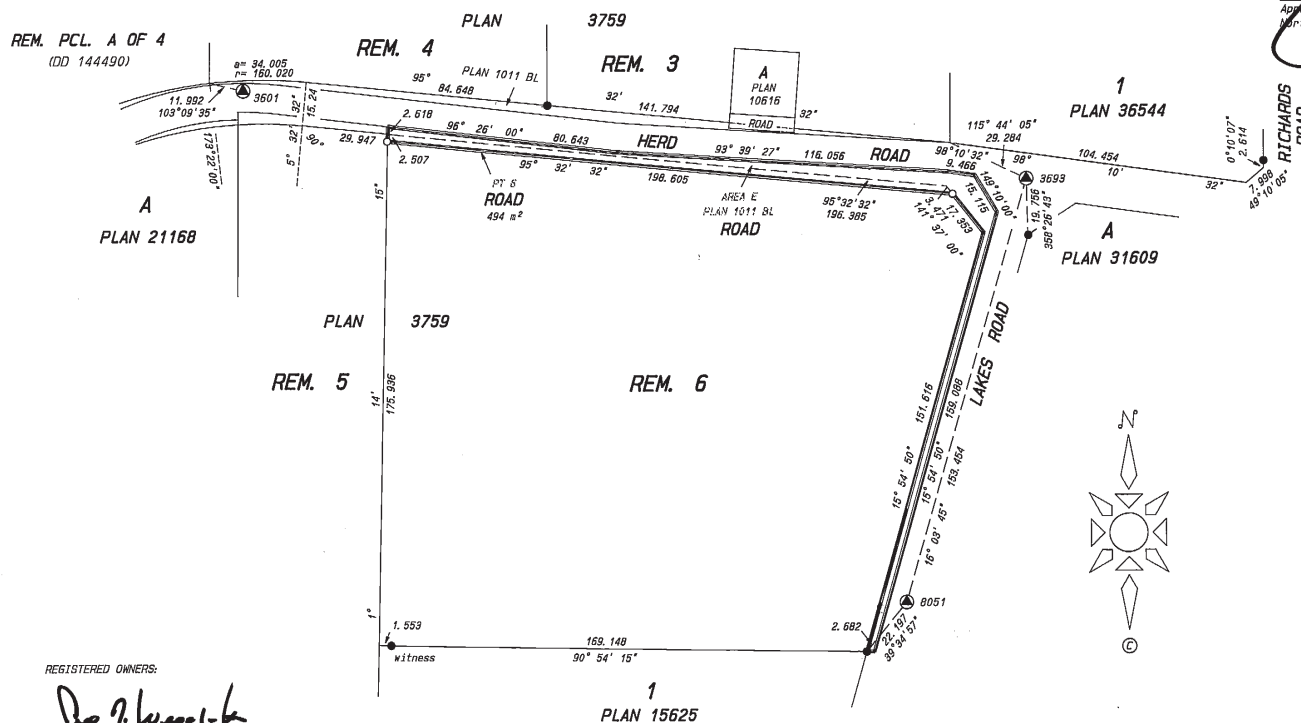 PLAN 3759
REM. PCL. A OF 4
(DD 144490)
REM. 4
REM. 3
a= 34.005
r= 160.020
3601
11.992
103°09'35"
173°22'00"
95° 32' 32"
84.648
PLAN 1011 BL
141.794
A
PLAN
10616
ROAD
1
PLAN 36544
RICHARDS
15.24
5° 32' 30"
29.947
2.618
2.507
96° 26' 00"
80.643
HERD ROAD
93° 39' 27"
116.056
95° 32' 32"
198.605
PT 6
ROAD
494 m²
AREA E
PLAN 1011 BL
ROAD
95°32'32"
196.385
98°10'32"
9.466
115° 44' 05"
29.284
98° 10' 32"
104.454
0°10'07"
2.614
7.998
49°10'05"
3693
149°10'00"
15.115
3.471
17.353
141° 37' 00"
19.756
358°26'43"
A
PLAN 21168
A
PLAN 31609
PLAN 3759
REM. 5
REM. 6
1° 14' 15"
175.936
151.616
15° 54' 50"
159.088
15° 54' 50"
153.454
16° 03' 45"
LAKES ROAD
N
8051
22.197
39°34'57"
2.682
1.553
witness
169.148
90° 54' 15"
C
REGISTERED OWNERS:
1
PLAN 15625